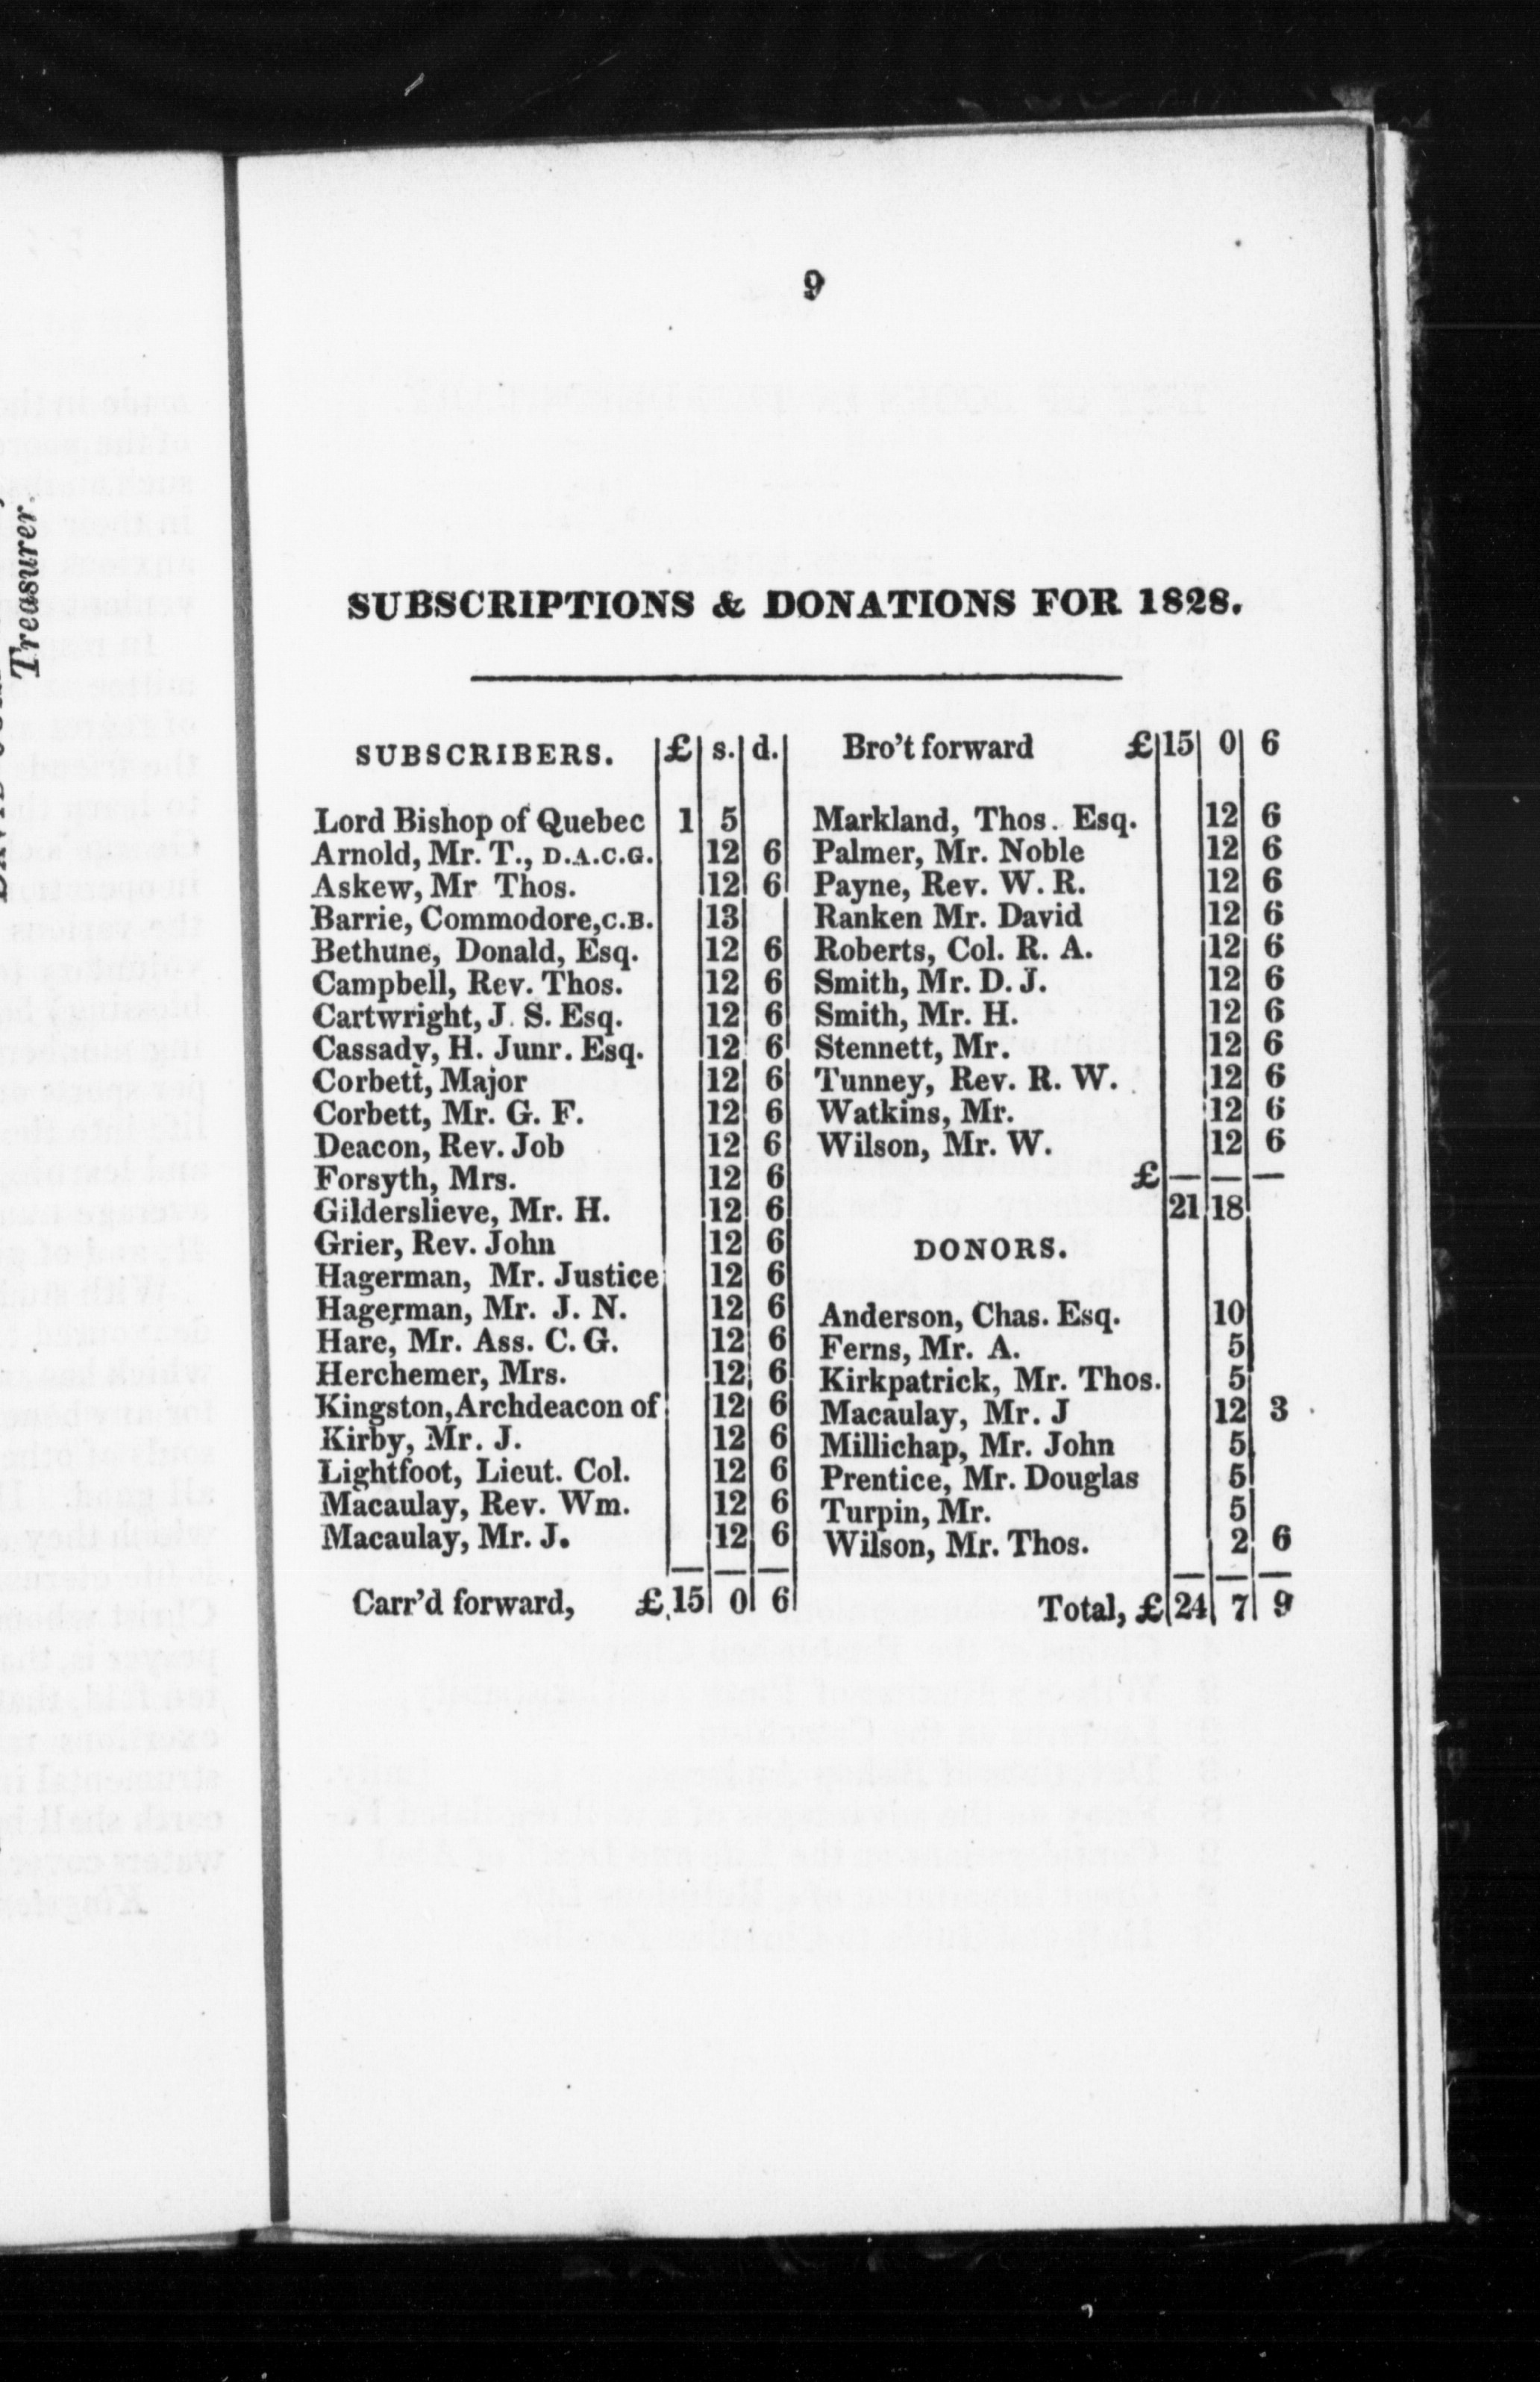 9
SUBSCRIPTIONS & DONATIONS FOR 1828.
SUBSCRIBERS. £ s. d.
Lord Bishop of Quebec 1 5
Arnold, Mr. T., D.A.C.G. 12 6
Askew, Mr Thos. 12 6
Barrie, Commodore, C.B. 13
Bethune, Donald, Esq. 12 6
Campbell, Rev. Thos. 12 6
Cartwright, J. S. Esq. 12 6
Cassady, H. Junr. Esq. 12 6
Corbett, Major 12 6
Corbett, Mr. G. F. 12 6
Deacon, Rev. Job 12 6
Forsyth, Mrs. 12 6
Gilderslieve, Mr. H. 12 6
Grier, Rev. John 12 6
Hagerman, Mr. Justice 12 6
Hagerman, Mr. J. N. 12 6
Hare, Mr. Ass. C. G. 12 6
Herchemer, Mrs. 12 6
Kingston, Archdeacon of 12 6
Kirby, Mr. J. 12 6
Lightfoot, Lieut. Col. 12 6
Macaulay, Rev. Wm. 12 6
Macaulay, Mr. J. 12 6
Carr'd forward, £ 15 0 6
Bro't forward £ 15 0 6
Markland, Thos. Esq. 12 6
Palmer, Mr. Noble 12 6
Payne, Rev. W. R. 12 6
Ranken Mr. David 12 6
Roberts, Col. R. A. 12 6
Smith, Mr. D. J. 12 6
Smith, Mr. H. 12 6
Stennett, Mr. 12 6
Tunney, Rev. R. W. 12 6
Watkins, Mr. 12 6
Wilson, Mr. W. 12 6
£ — — —
21 18
DONORS.
Anderson, Chas. Esq. 10
Ferns, Mr. A. 5
Kirkpatrick, Mr. Thos. 5
Macaulay, Mr. J 12 3
Millichap, Mr. John 5
Prentice, Mr. Douglas 5
Turpin, Mr. 5
Wilson, Mr. Thos. 2 6
Total, £ 24 7 9
Treasurer.